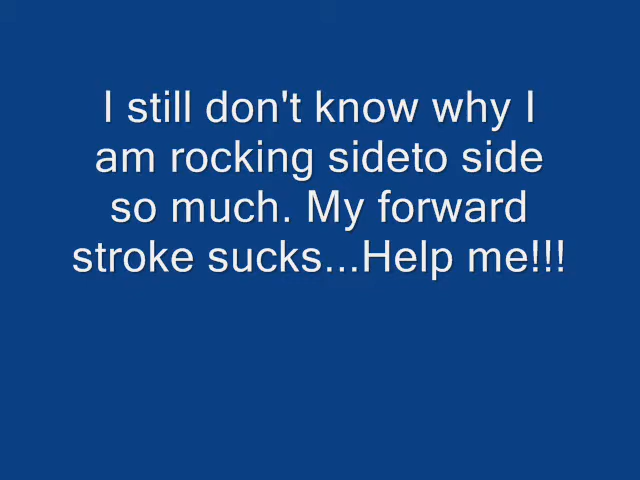 I still don't know why I
am rocking sideto side
so much. My forward
stroke sucks...Help me!!!